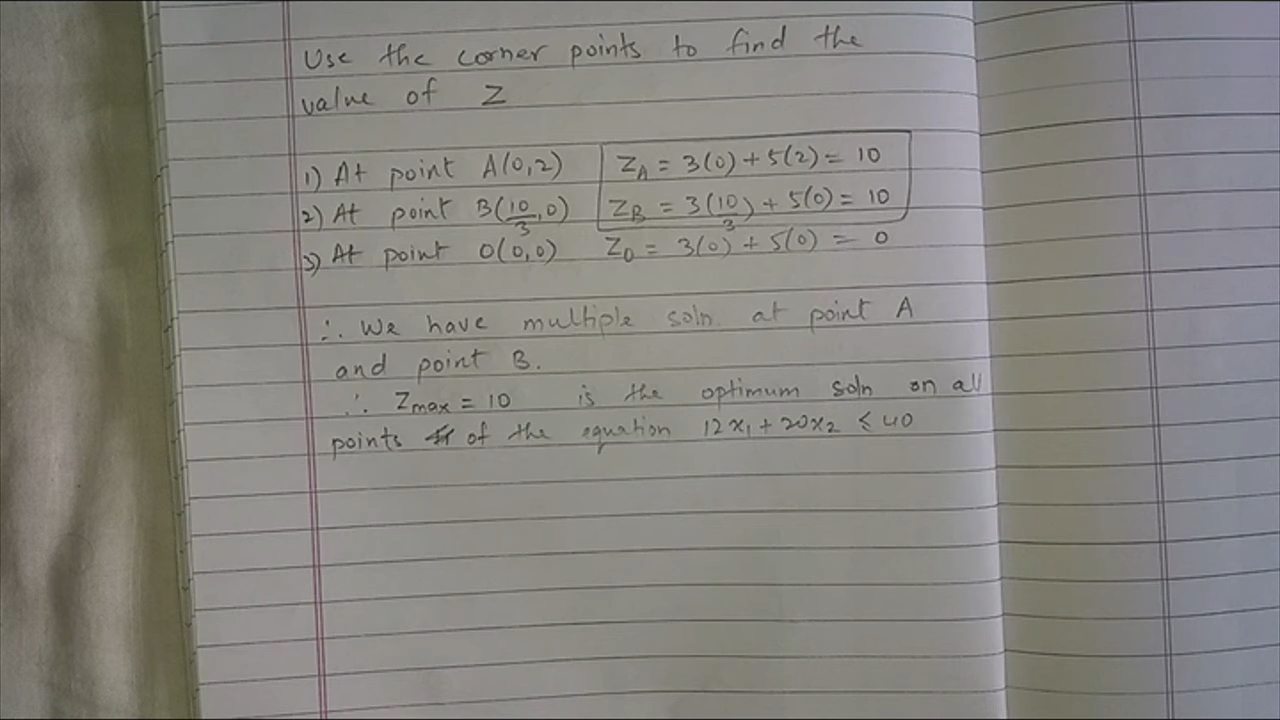 Use the corner points to find the
value of Z
1) At point A(0,2) Z_A = 3(0) + 5(2) = 10
2) At point B(10/3,0) Z_B = 3(10/3) + 5(0) = 10
3) At point O(0,0) Z_O = 3(0) + 5(0) = 0
∴ We have multiple soln. at point A
and point B.
∴ Zmax = 10 is the optimum soln on all
points of the equation 12x₁ + 20x₂ ≤ 40